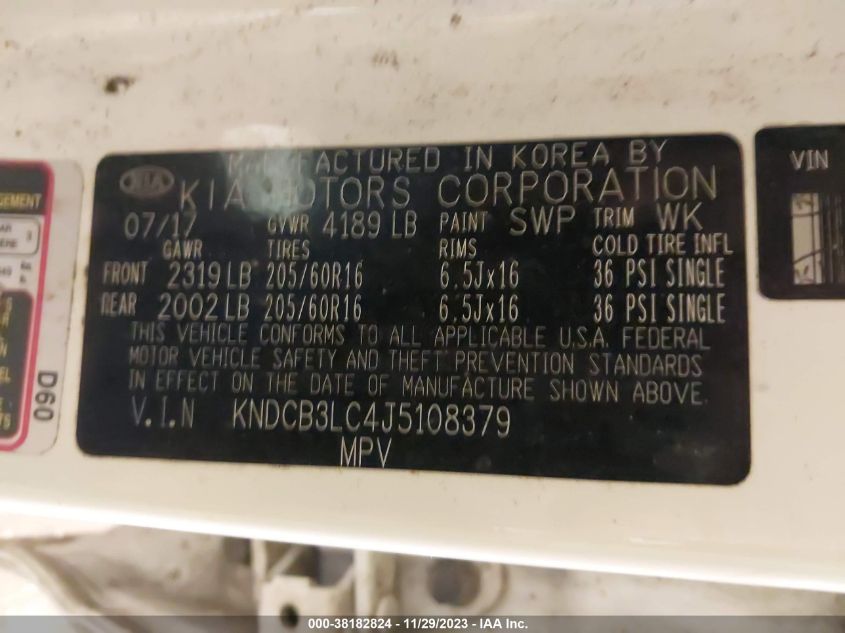 MANUFACTURED IN KOREA BY
KIA KIA MOTORS CORPORATION
07/17 GVWR 4189 LB PAINT SWP TRIM WK
GAWR TIRES RIMS COLD TIRE INFL
FRONT 2319 LB 205/60R16 6.5Jx16 36 PSI SINGLE
REAR 2002 LB 205/60R16 6.5Jx16 36 PSI SINGLE
THIS VEHICLE CONFORMS TO ALL APPLICABLE U.S.A. FEDERAL
MOTOR VEHICLE SAFETY AND THEFT PREVENTION STANDARDS
IN EFFECT ON THE DATE OF MANUFACTURE SHOWN ABOVE.
V.I.N KNDCB3LC4J5108379
MPV
D60
VIN
000-38182824 // 11/29/2023 // IAA Inc.